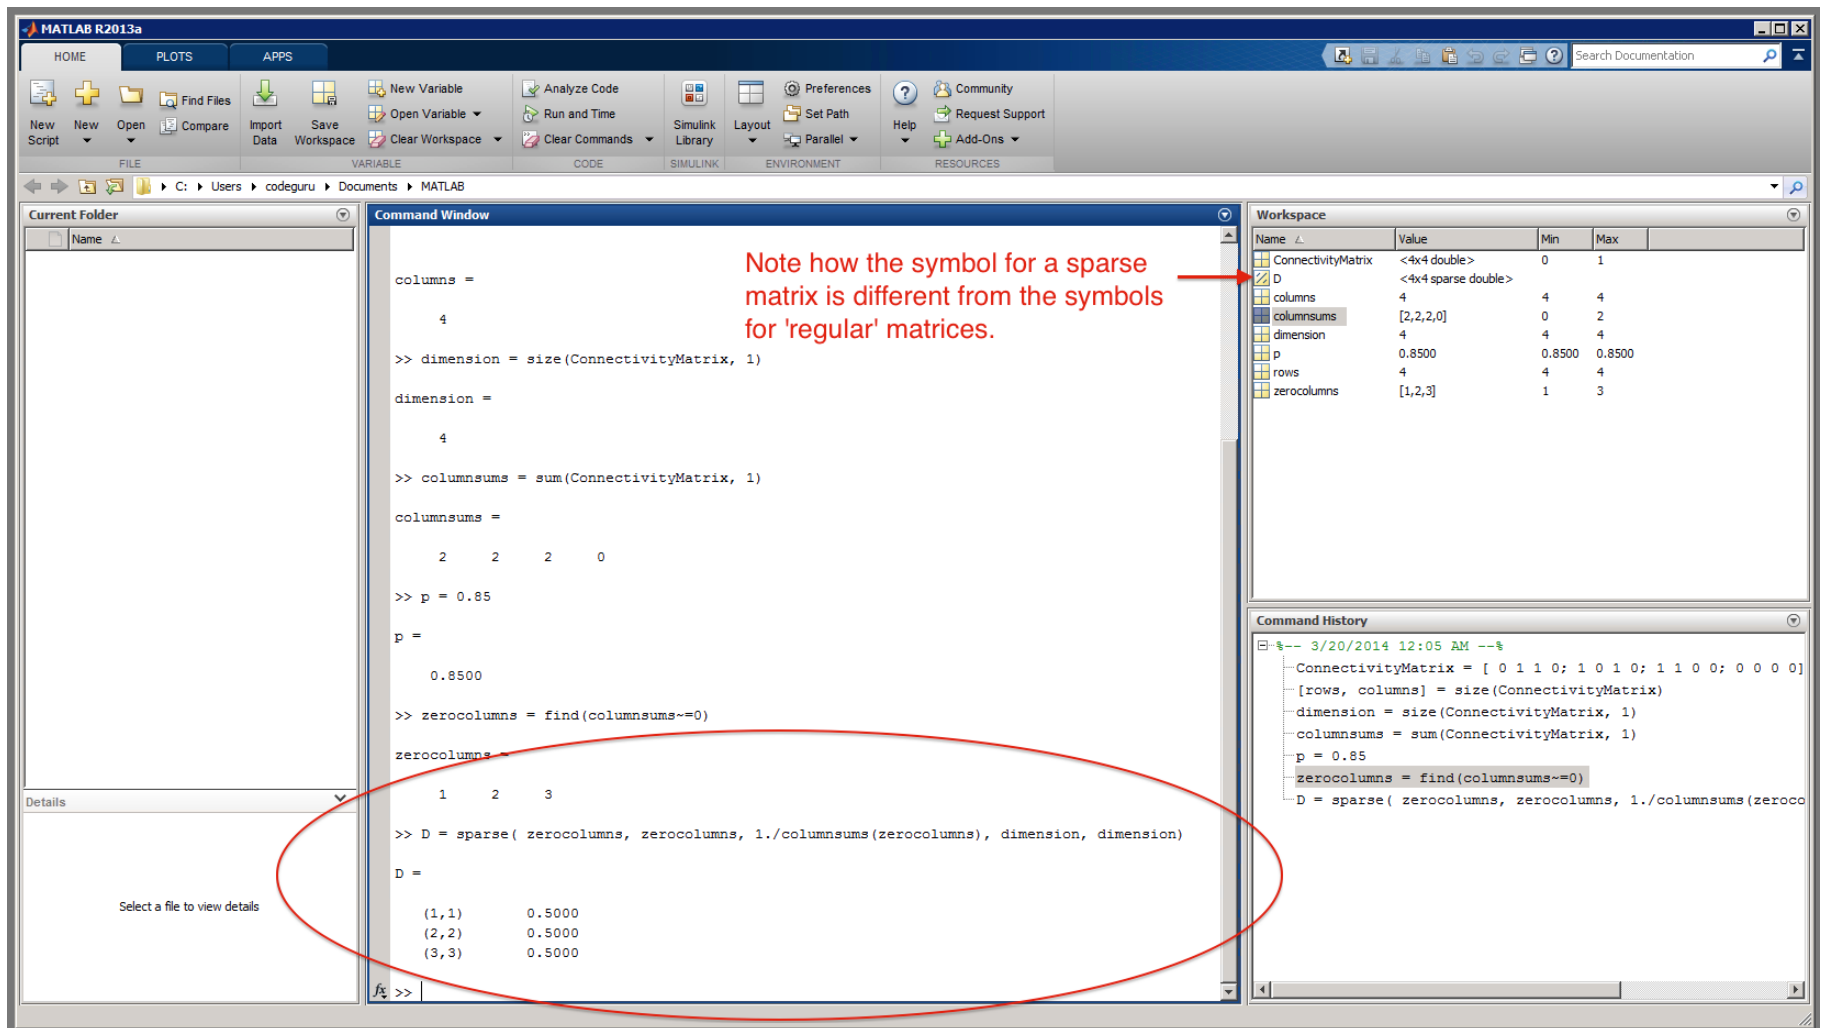 MATLAB R2013a
HOME PLOTS APPS
Search Documentation
New Script
New
Open
Find Files
Compare
Import Data
Save Workspace
New Variable
Open Variable
Clear Workspace
Analyze Code
Run and Time
Clear Commands
Simulink Library
Layout
Preferences
Set Path
Parallel
Help
Community
Request Support
Add-Ons
FILE VARIABLE CODE SIMULINK ENVIRONMENT RESOURCES
C: Users codeguru Documents MATLAB
Current Folder
Name
Details
Select a file to view details
Command Window
columns =
4
>> dimension = size(ConnectivityMatrix, 1)
dimension =
4
>> columnsums = sum(ConnectivityMatrix, 1)
columnsums =
2 2 2 0
>> p = 0.85
p =
0.8500
>> zerocolumns = find(columnsums~=0)
zerocolumns =
1 2 3
>> D = sparse( zerocolumns, zerocolumns, 1./columnsums(zerocolumns), dimension, dimension)
D =
(1,1) 0.5000
(2,2) 0.5000
(3,3) 0.5000
fx >>
Note how the symbol for a sparse
matrix is different from the symbols
for 'regular' matrices.
Workspace
Name Value Min Max
ConnectivityMatrix <4x4 double> 0 1
D <4x4 sparse double>
columns 4 4 4
columnsums [2,2,2,0] 0 2
dimension 4 4 4
p 0.8500 0.8500 0.8500
rows 4 4 4
zerocolumns [1,2,3] 1 3
Command History
%-- 3/20/2014 12:05 AM --%
ConnectivityMatrix = [ 0 1 1 0; 1 0 1 0; 1 1 0 0; 0 0 0 0]
[rows, columns] = size(ConnectivityMatrix)
dimension = size(ConnectivityMatrix, 1)
columnsums = sum(ConnectivityMatrix, 1)
p = 0.85
zerocolumns = find(columnsums~=0)
D = sparse( zerocolumns, zerocolumns, 1./columnsums(zeroco